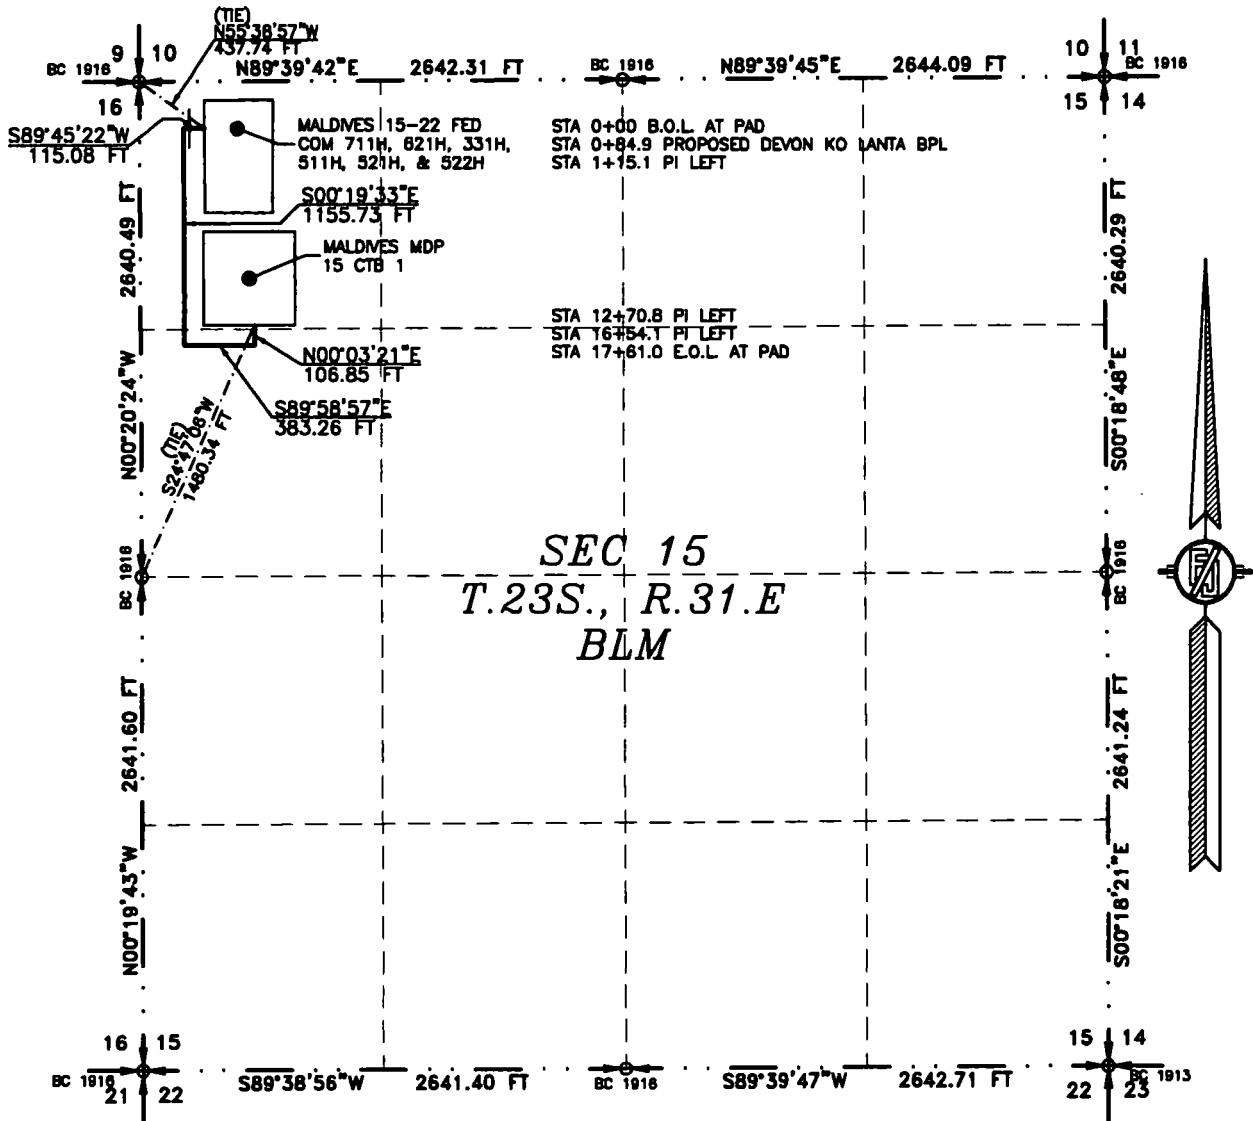 (TIE)
N55°38'57"W
437.74 FT
9 10
BC 1916
16
N89°39'42"E 2642.31 FT
BC 1916
N89°39'45"E 2644.09 FT
10 11
BC 1916
15 14
S89°45'22"W
115.08 FT
MALDIVES 15-22 FED
COM 711H, 621H, 331H,
511H, 521H, & 522H
STA 0+00 B.O.L. AT PAD
STA 0+84.9 PROPOSED DEVON KO LANTA BPL
STA 1+15.1 PI LEFT
S00°19'33"E
1155.73 FT
MALDIVES MDP
15 CTB 1
N00°20'24"W 2640.49 FT
S00°18'48"E 2640.29 FT
STA 12+70.8 PI LEFT
STA 16+54.1 PI LEFT
STA 17+61.0 E.O.L. AT PAD
N00°03'21"E
106.85 FT
S89°58'57"E
383.26 FT
(TIE)
S24°47'06"W
1480.34 FT
BC 1916
SEC 15
T.23S., R.31.E
BLM
BC 1916
N00°19'43"W 2641.60 FT
S00°18'21"E 2641.24 FT
16 15
BC 1916
21 22
S89°38'56"W 2641.40 FT
BC 1916
S89°39'47"W 2642.71 FT
15 14
BC 1913
22 23